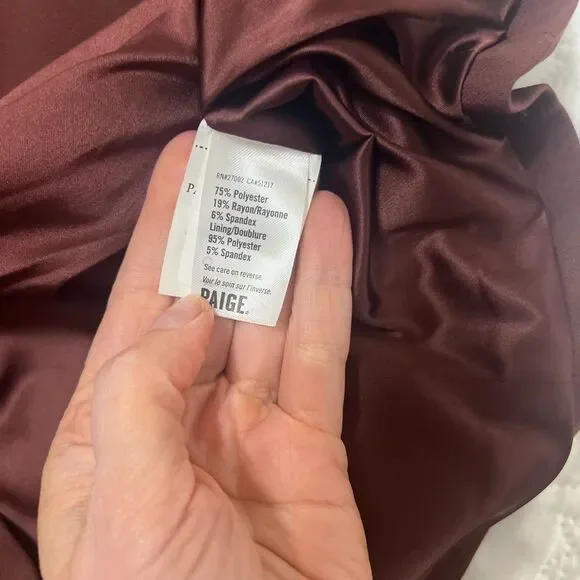 RN#27002 CA#51217
75% Polyester
19% Rayon/Rayonne
6% Spandex
Lining/Doublure
95% Polyester
5% Spandex
See care on reverse.
Voir le soin sur l'inverse.
PAIGE®